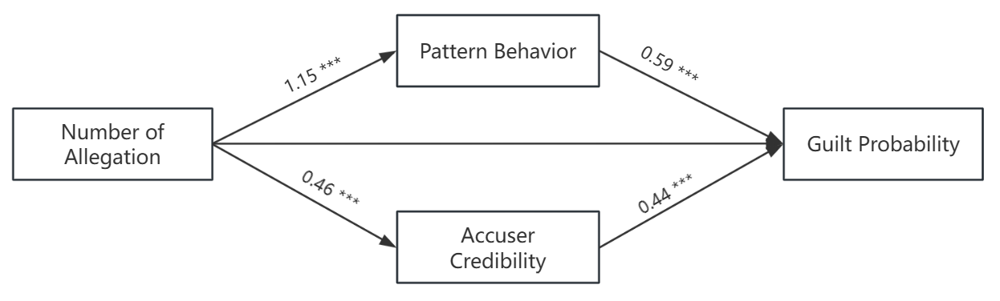 Pattern Behavior
1.15 ***
0.59 ***
Number of
Allegation
Guilt Probability
0.46 ***
0.44 ***
Accuser
Credibility